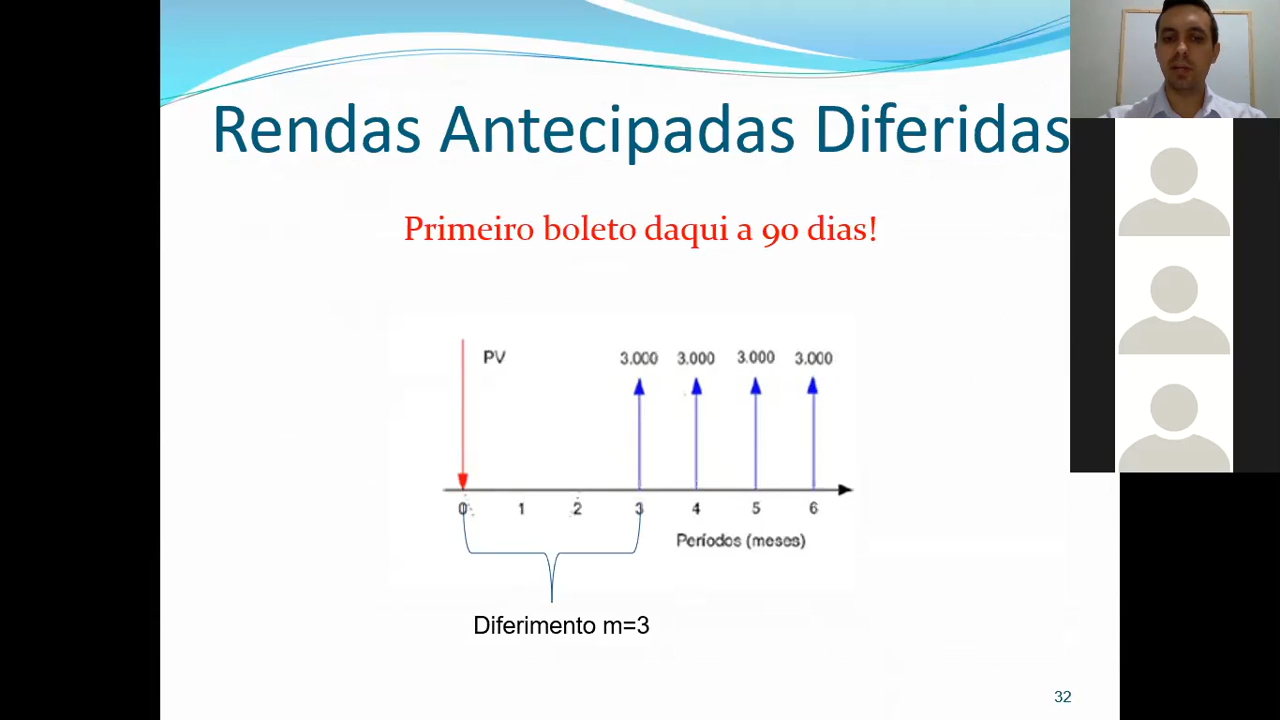 Rendas Antecipadas Diferidas
Primeiro boleto daqui a 90 dias!
PV 3.000 3.000 3.000 3.000
0 1 2 3 4 5 6
Períodos (meses)
Diferimento m=3
32